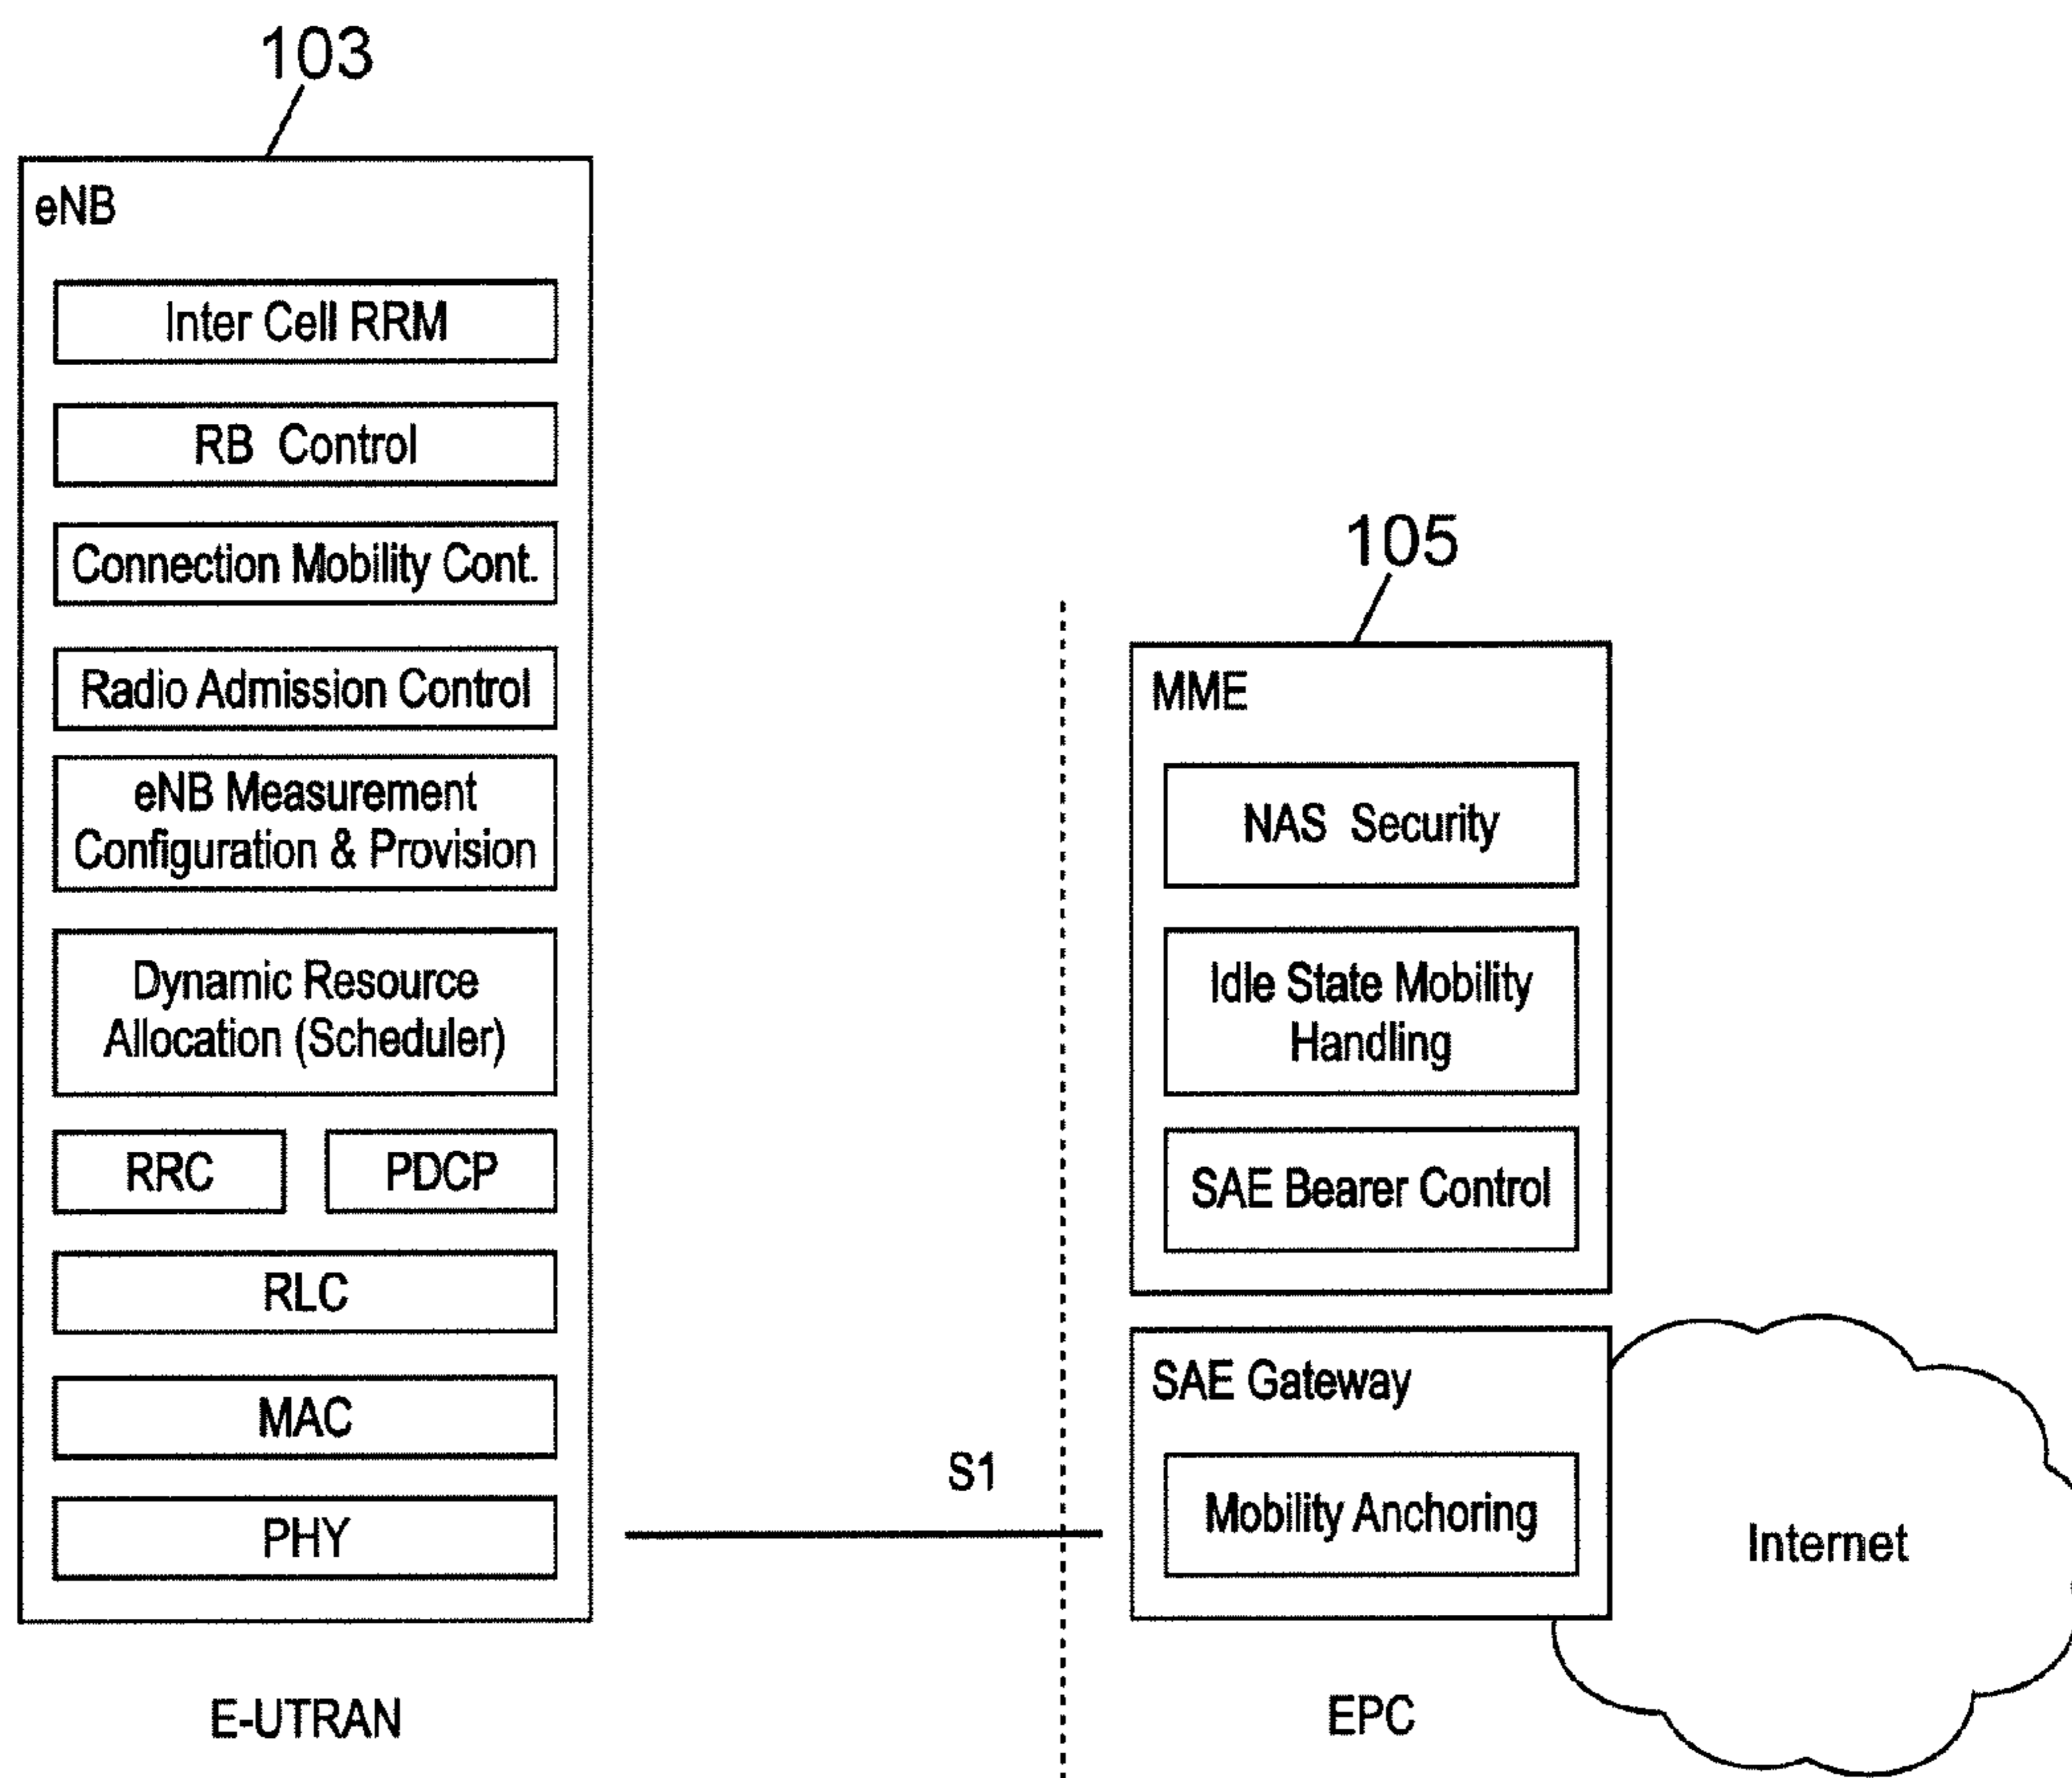 103
eNB
Inter Cell RRM
RB Control
Connection Mobility Cont.
Radio Admission Control
eNB Measurement
Configuration & Provision
Dynamic Resource
Allocation (Scheduler)
RRC
PDCP
RLC
MAC
PHY
E-UTRAN
S1
105
MME
NAS Security
Idle State Mobility
Handling
SAE Bearer Control
SAE Gateway
Mobility Anchoring
Internet
EPC